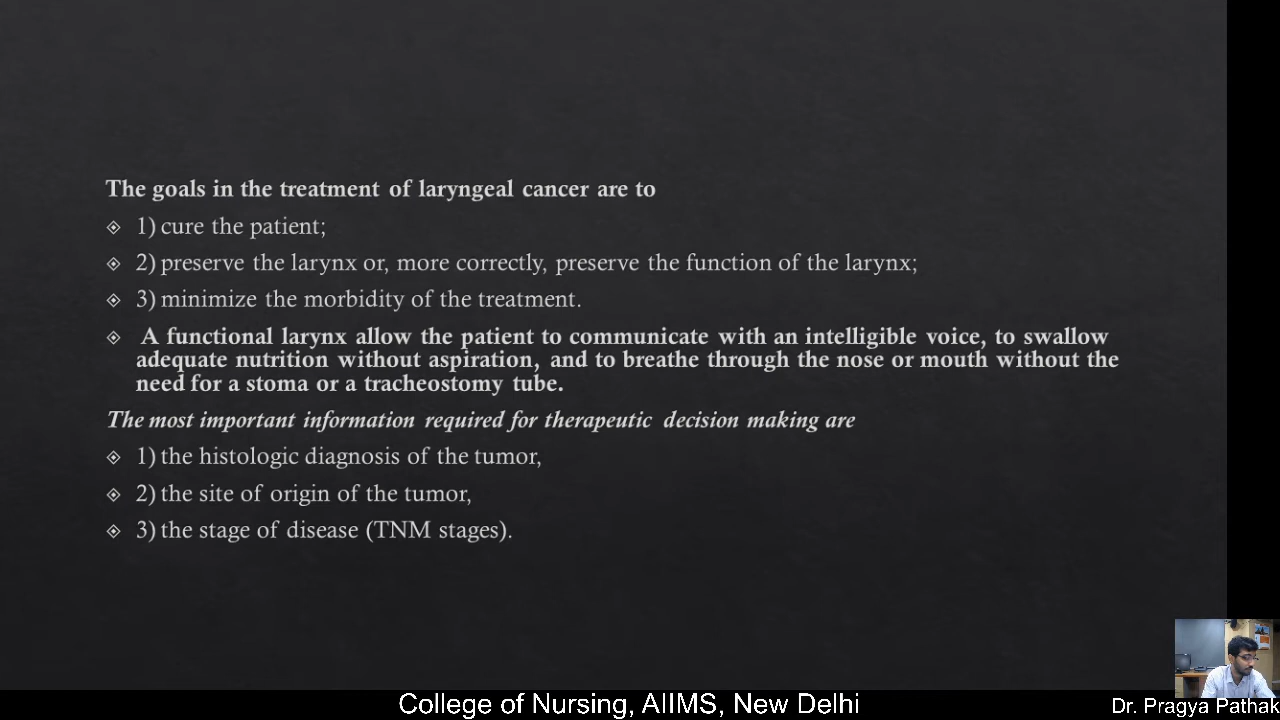 The goals in the treatment of laryngeal cancer are to
1) cure the patient;
2) preserve the larynx or, more correctly, preserve the function of the larynx;
3) minimize the morbidity of the treatment.
A functional larynx allow the patient to communicate with an intelligible voice, to swallow
adequate nutrition without aspiration, and to breathe through the nose or mouth without the
need for a stoma or a tracheostomy tube.
The most important information required for therapeutic decision making are
1) the histologic diagnosis of the tumor,
2) the site of origin of the tumor,
3) the stage of disease (TNM stages).
College of Nursing, AIIMS, New Delhi
Dr. Pragya Pathak